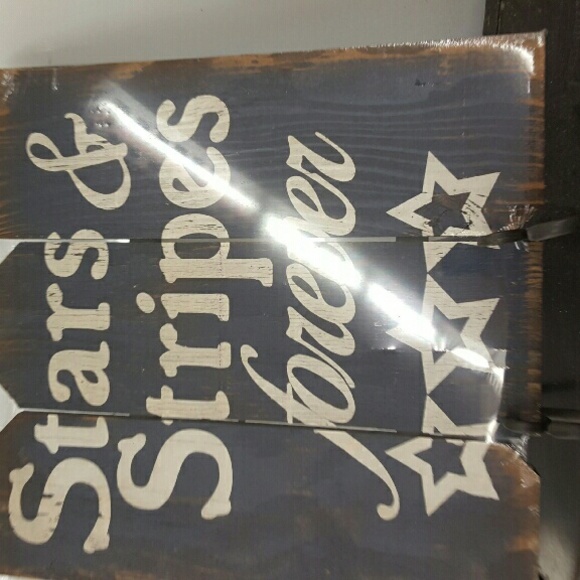 Stars &
Stripes
forever